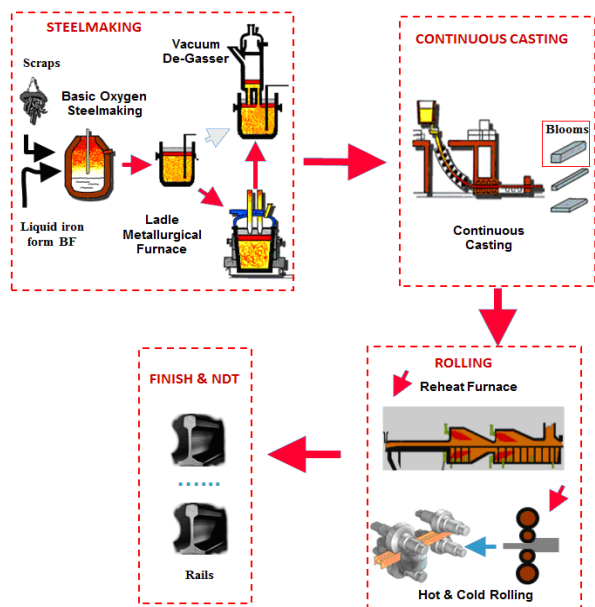 STEELMAKING
Scraps
Vacuum
De-Gasser
Basic Oxygen
Steelmaking
Liquid iron
form BF
Ladle
Metallurgical
Furnace
CONTINUOUS CASTING
Blooms
Continuous
Casting
ROLLING
Reheat Furnace
Hot & Cold Rolling
FINISH & NDT
Rails